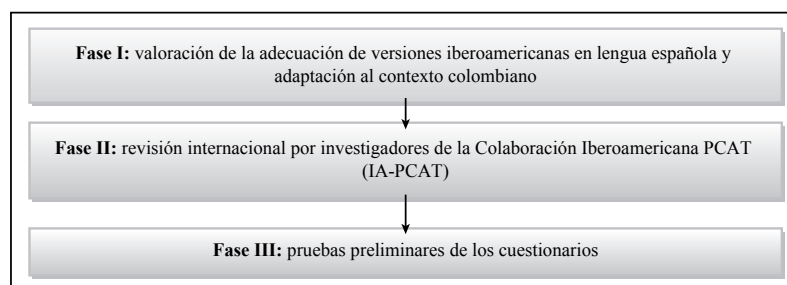 Fase I: valoración de la adecuación de versiones iberoamericanas en lengua española y
adaptación al contexto colombiano
Fase II: revisión internacional por investigadores de la Colaboración Iberoamericana PCAT
(IA-PCAT)
Fase III: pruebas preliminares de los cuestionarios